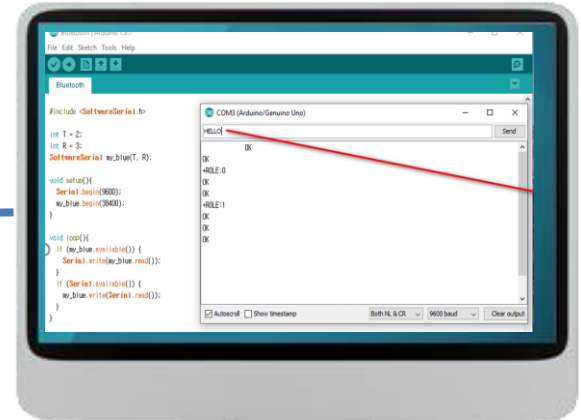 Bluetooth | Arduino 1.8.
File Edit Sketch Tools Help
Bluetooth
#include <SoftwareSerial.h>
int T = 2;
int R = 3;
SoftwareSerial my_blue(T, R);
void setup(){
Serial.begin(9600);
my_blue.begin(38400);
}
void loop(){
if (my_blue.available()) {
Serial.write(my_blue.read());
}
if (Serial.available()) {
my_blue.write(Serial.read());
}
}
COM3 (Arduino/Genuino Uno)
HELLO
Send
OK
OK
+ROLE:0
OK
OK
+ROLE:1
OK
OK
OK
Autoscroll Show timestamp Both NL & CR 9600 baud Clear output